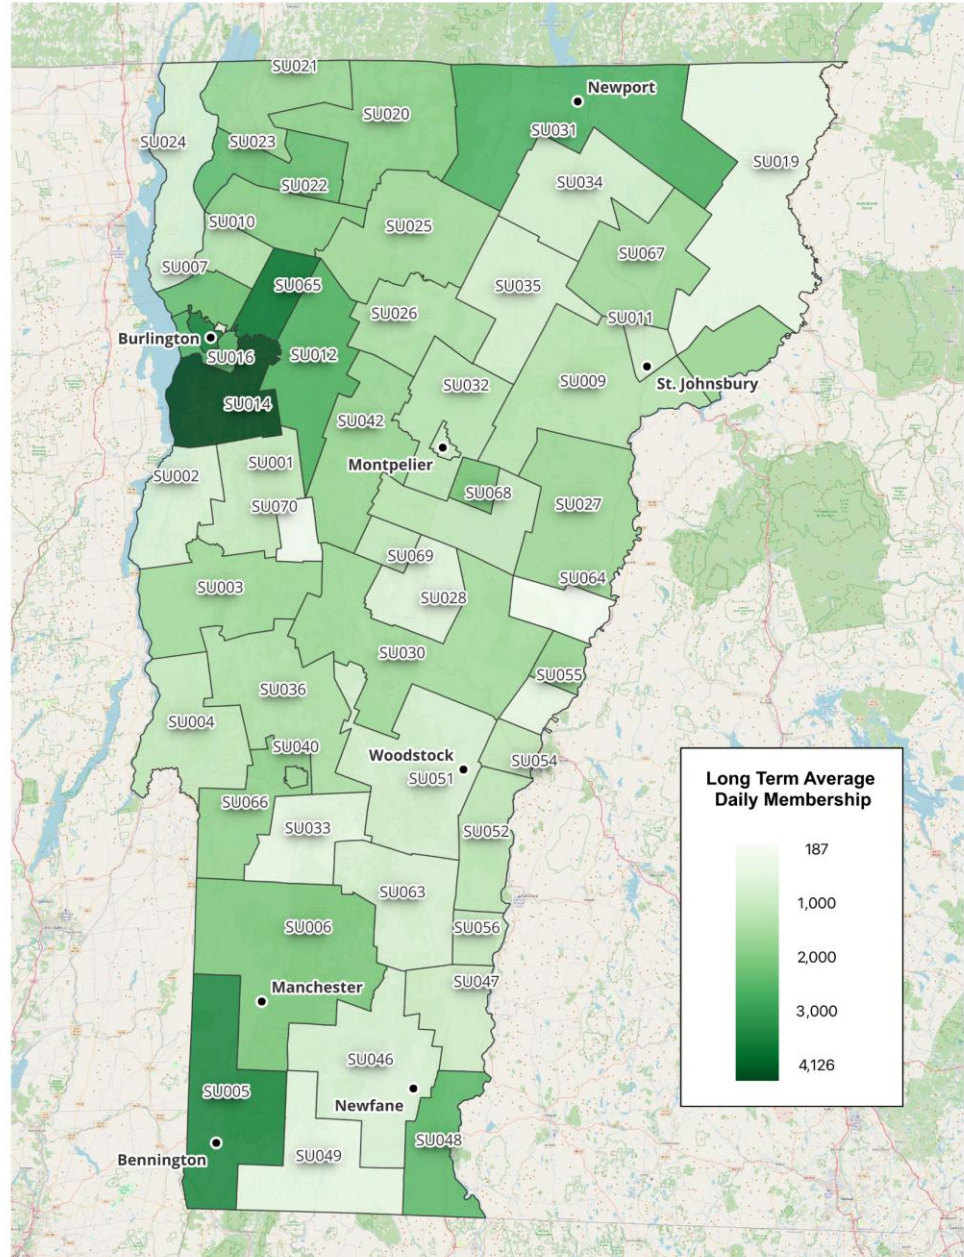 SU021
Newport
SU020
SU031
SU024
SU023
SU019
SU034
SU022
SU010
SU025
SU067
SU007
SU065
SU035
SU026
SU011
Burlington
SU016
SU012
SU032
SU009
St. Johnsbury
SU014
SU042
Montpelier
SU001
SU002
SU068
SU070
SU027
SU069
SU003
SU064
SU028
SU030
SU055
SU036
SU004
SU040
Woodstock
SU051
SU054
Long Term Average
Daily Membership
SU066
SU033
SU052
187
1,000
2,000
3,000
4,126
SU063
SU006
SU056
SU047
Manchester
SU046
SU005
Newfane
SU048
Bennington
SU049